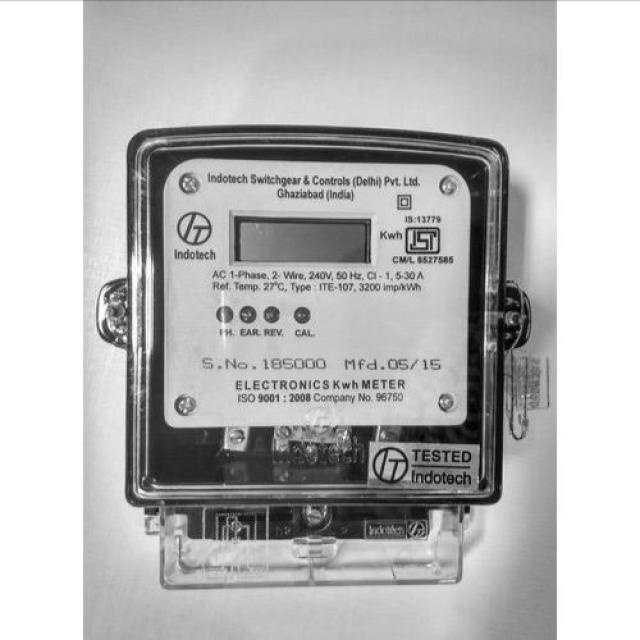 Indotech Switchgear & Controls (Delhi) Pvt. Ltd.
Ghaziabad (India)
IS:13779
Kwh
CM/L 8527585
Indotech
AC 1-Phase, 2- Wire, 240V, 50 Hz, Cl - 1, 5-30 A
Ref. Temp. 27°C, Type : ITE-107, 3200 imp/kWh
PH. EAR. REV. CAL.
S.No.185000 Mfd.05/15
ELECTRONICS Kwh METER
ISO 9001 : 2008 Company No. 96750
Indotech
TESTED
Indotech
Indotech